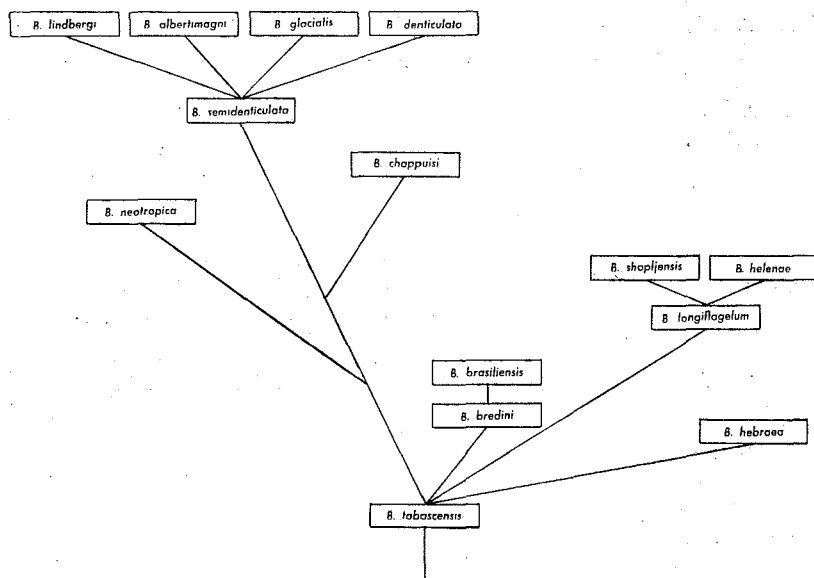 B. lindbergi
B. albertimagni
B. glacialis
B. denticulata
B. semidenticulata
B. chappuisi
B. neotropica
B. shopljensis
B. helenae
B. longiflagelum
B. brasiliensis
B. bredini
B. hebraea
B. tabascensis